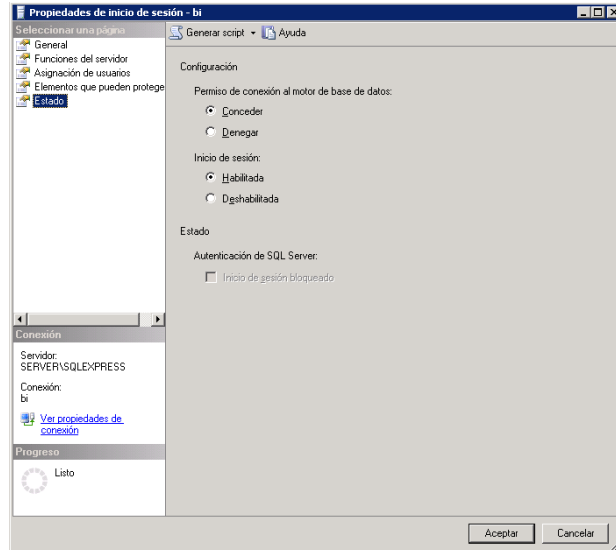 Propiedades de inicio de sesión - bi
Seleccionar una página
General
Funciones del servidor
Asignación de usuarios
Elementos que pueden protege
Estado
Generar script
Ayuda
Configuración
Permiso de conexión al motor de base de datos:
Conceder
Denegar
Inicio de sesión:
Habilitada
Deshabilitada
Estado
Autenticación de SQL Server:
Inicio de sesión bloqueado
Conexión
Servidor:
SERVER\SQLEXPRESS
Conexión:
bi
Ver propiedades de
conexión
Progreso
Listo
Aceptar
Cancelar